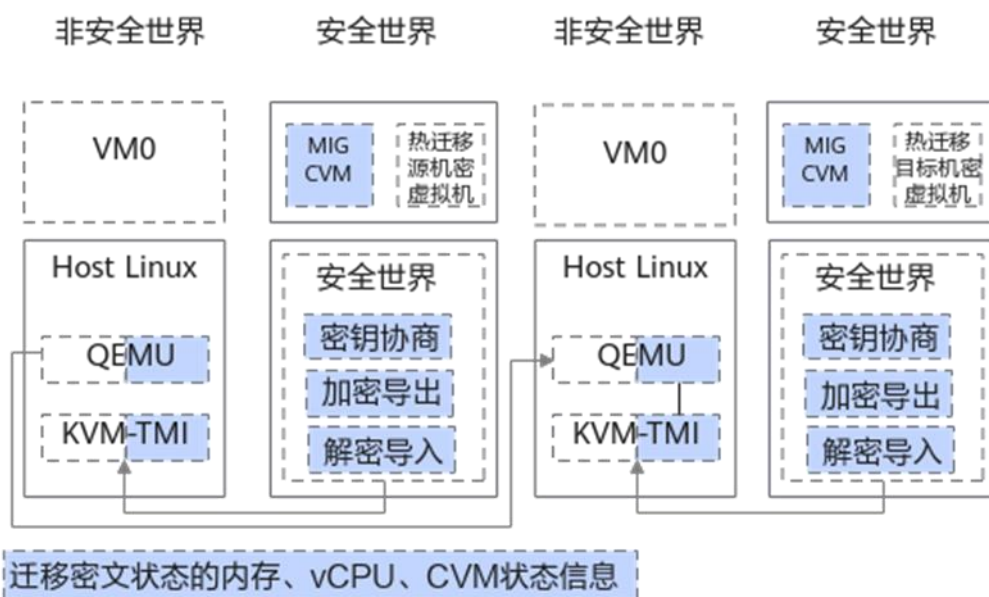 非安全世界
安全世界
非安全世界
安全世界
VM0
MIG
CVM
热迁移
源机密
虚拟机
VM0
MIG
CVM
热迁移
目标机密
虚拟机
Host Linux
QEMU
KVM-TMI
安全世界
密钥协商
加密导出
解密导入
Host Linux
QEMU
KVM-TMI
安全世界
密钥协商
加密导出
解密导入
迁移密文状态的内存、vCPU、CVM状态信息